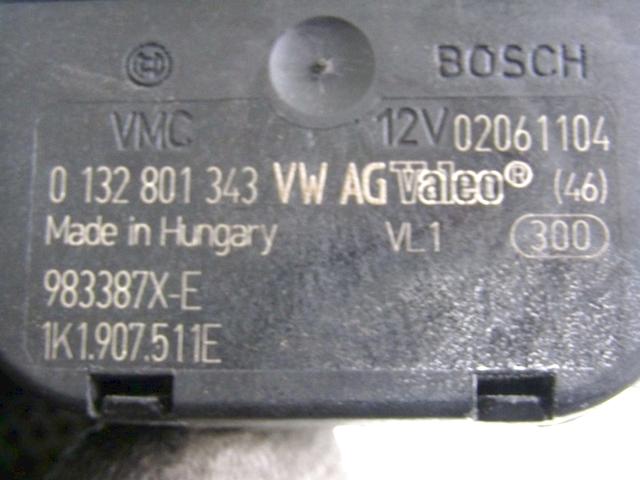 BOSCH
VMC 12V 02061104
0 132 801 343 VW AG Valeo® (46)
Made in Hungary VL1 300
983387X-E
1K1.907.511E